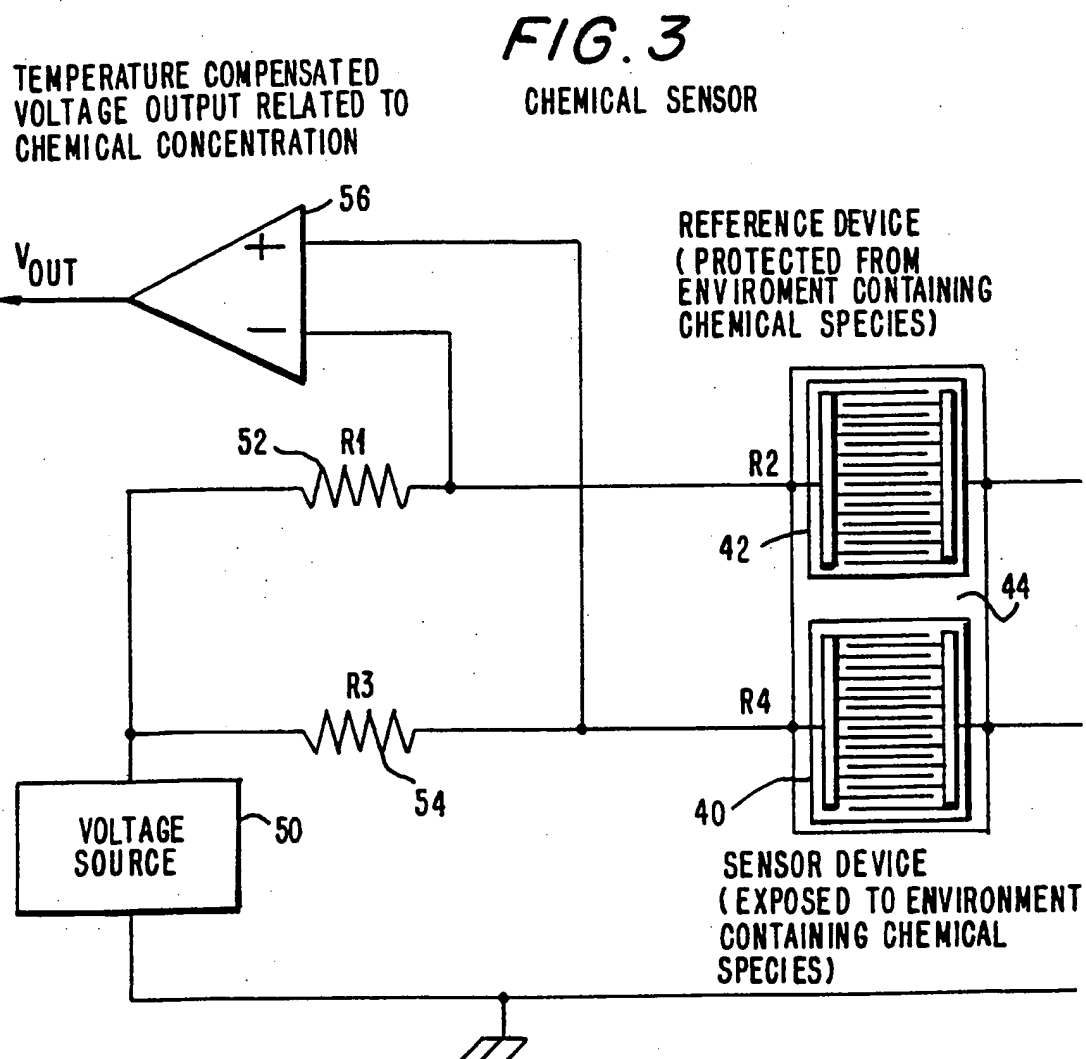 FIG. 3
CHEMICAL SENSOR
TEMPERATURE COMPENSATED
VOLTAGE OUTPUT RELATED TO
CHEMICAL CONCENTRATION
56
+
−
VOUT
REFERENCE DEVICE
(PROTECTED FROM
ENVIROMENT CONTAINING
CHEMICAL SPECIES)
52
R1
R2
42
44
R3
54
R4
40
VOLTAGE
SOURCE
50
SENSOR DEVICE
(EXPOSED TO ENVIRONMENT
CONTAINING CHEMICAL
SPECIES)